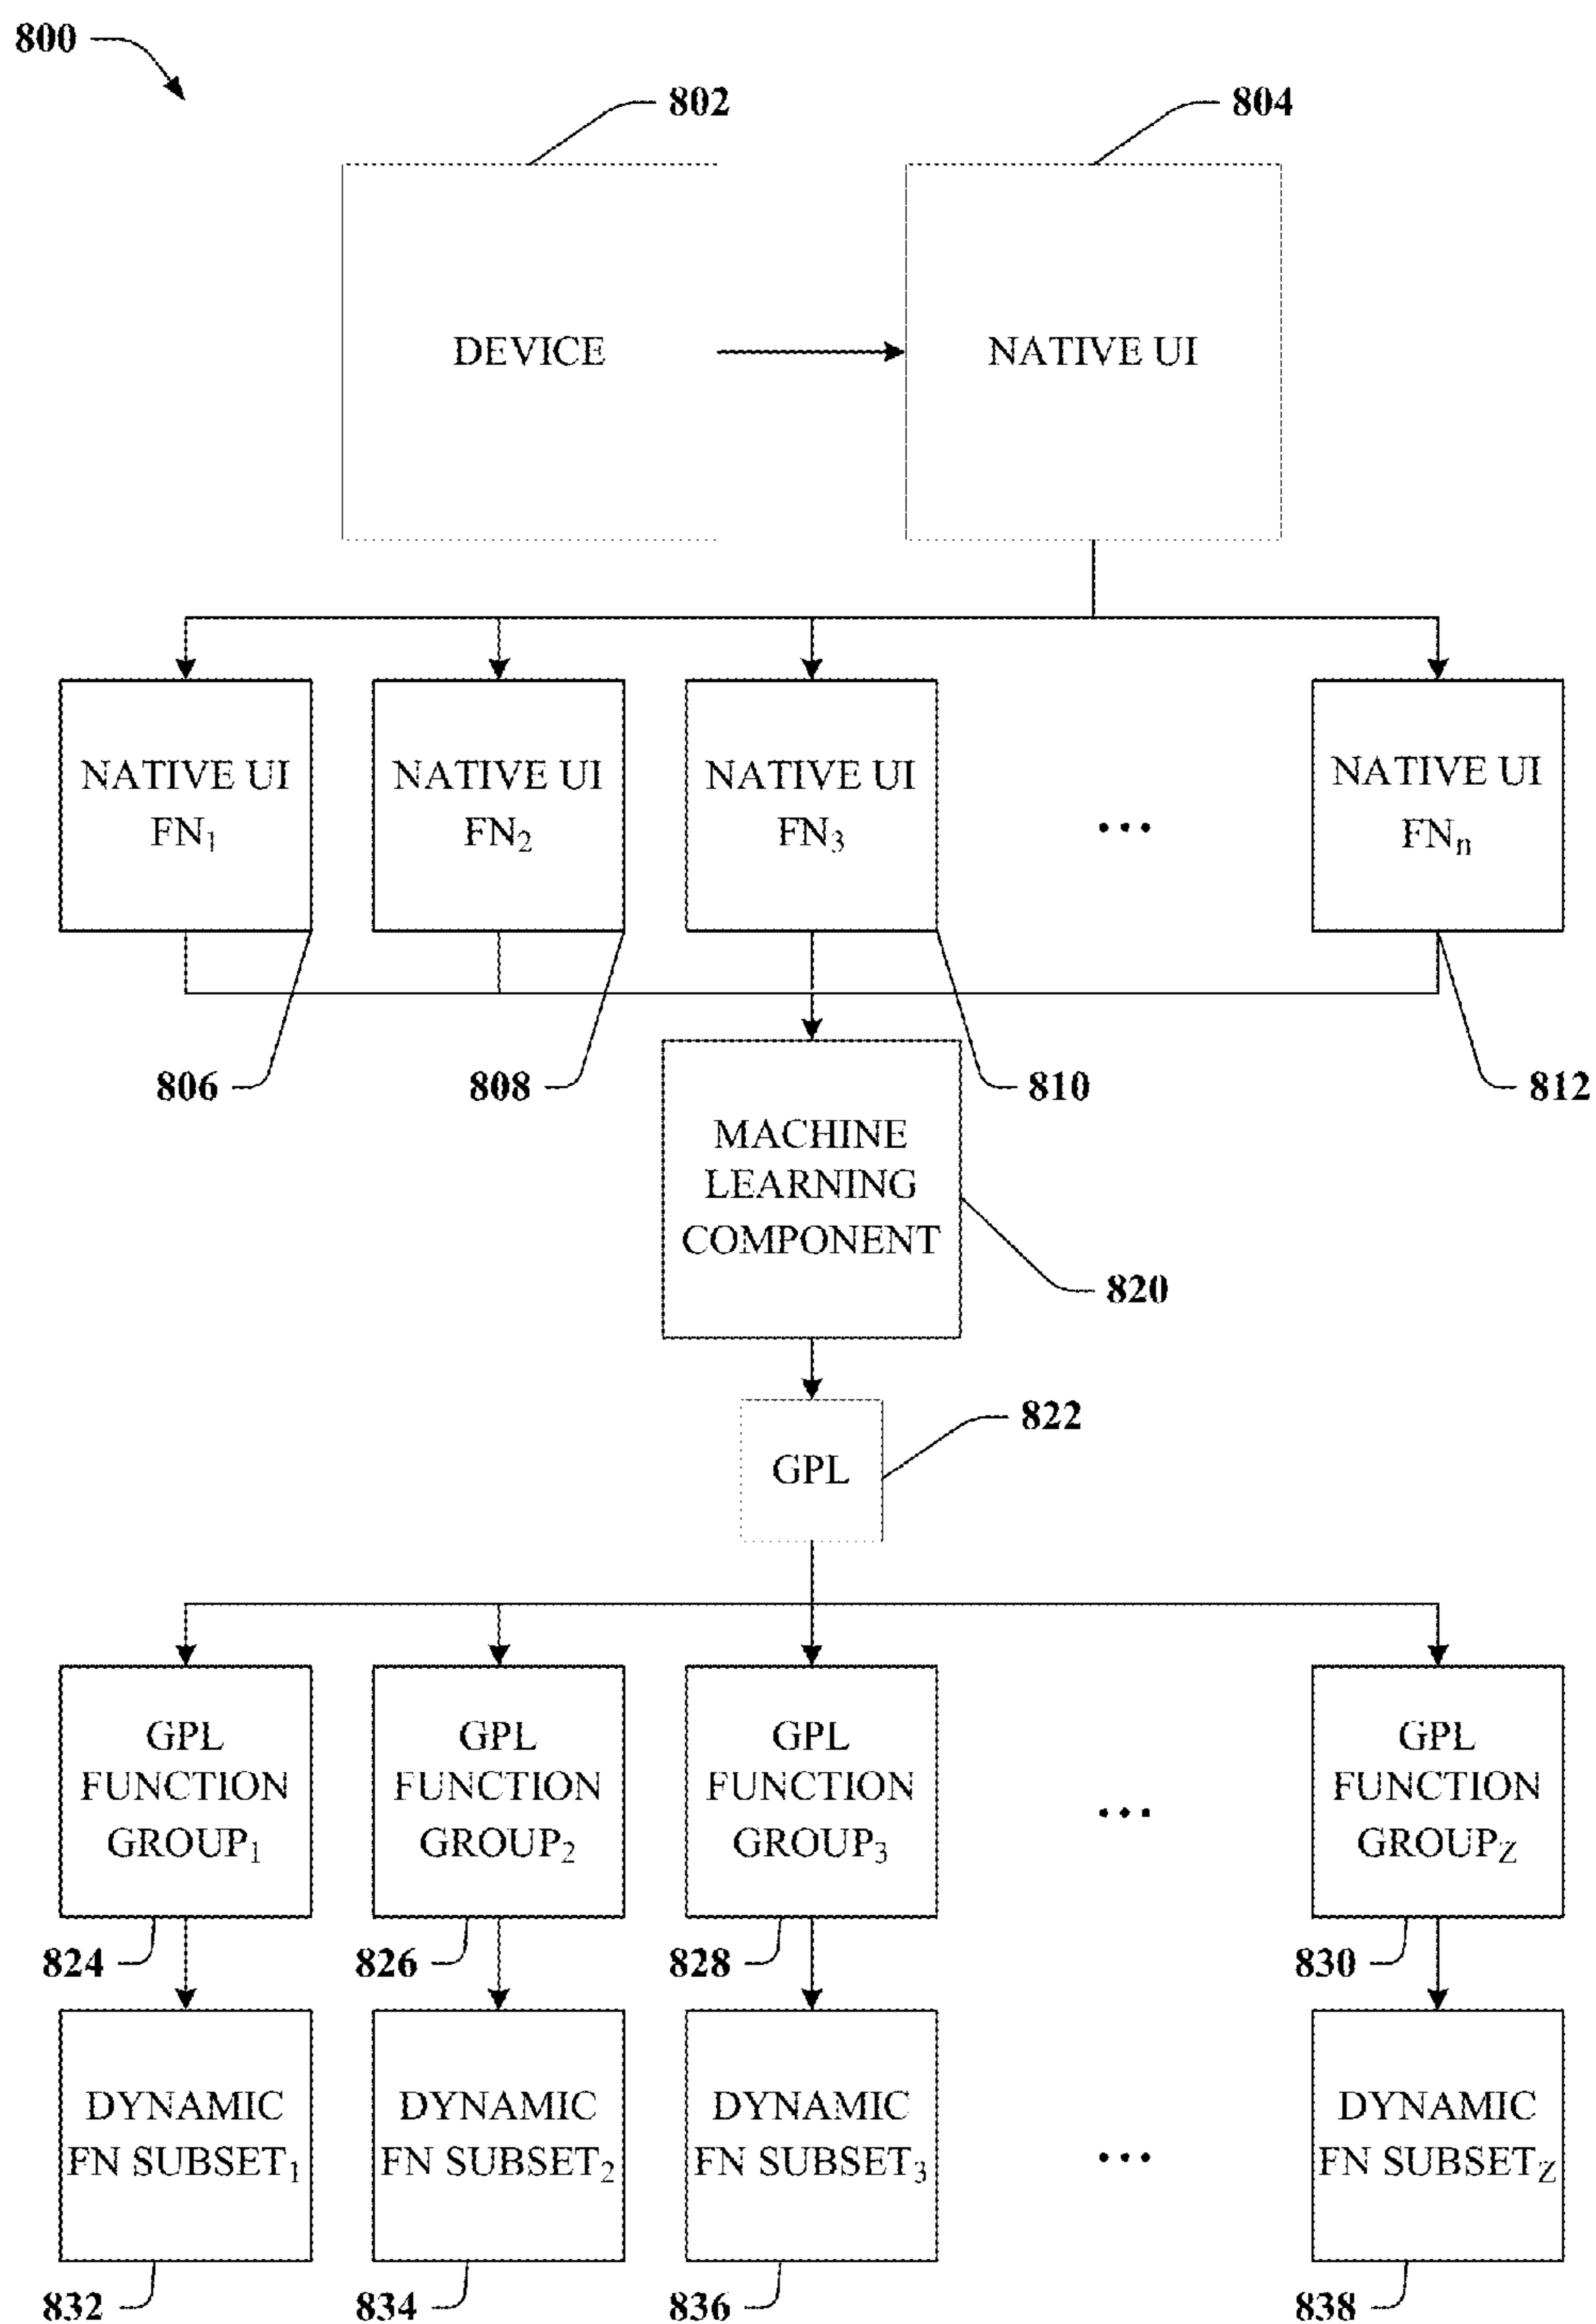 800
802
804
DEVICE
NATIVE UI
NATIVE UI
FN1
NATIVE UI
FN2
NATIVE UI
FN3
...
NATIVE UI
FNn
806
808
810
812
MACHINE
LEARNING
COMPONENT
820
822
GPL
GPL
FUNCTION
GROUP1
GPL
FUNCTION
GROUP2
GPL
FUNCTION
GROUP3
...
GPL
FUNCTION
GROUPZ
824
826
828
830
DYNAMIC
FN SUBSET1
DYNAMIC
FN SUBSET2
DYNAMIC
FN SUBSET3
...
DYNAMIC
FN SUBSETZ
832
834
836
838